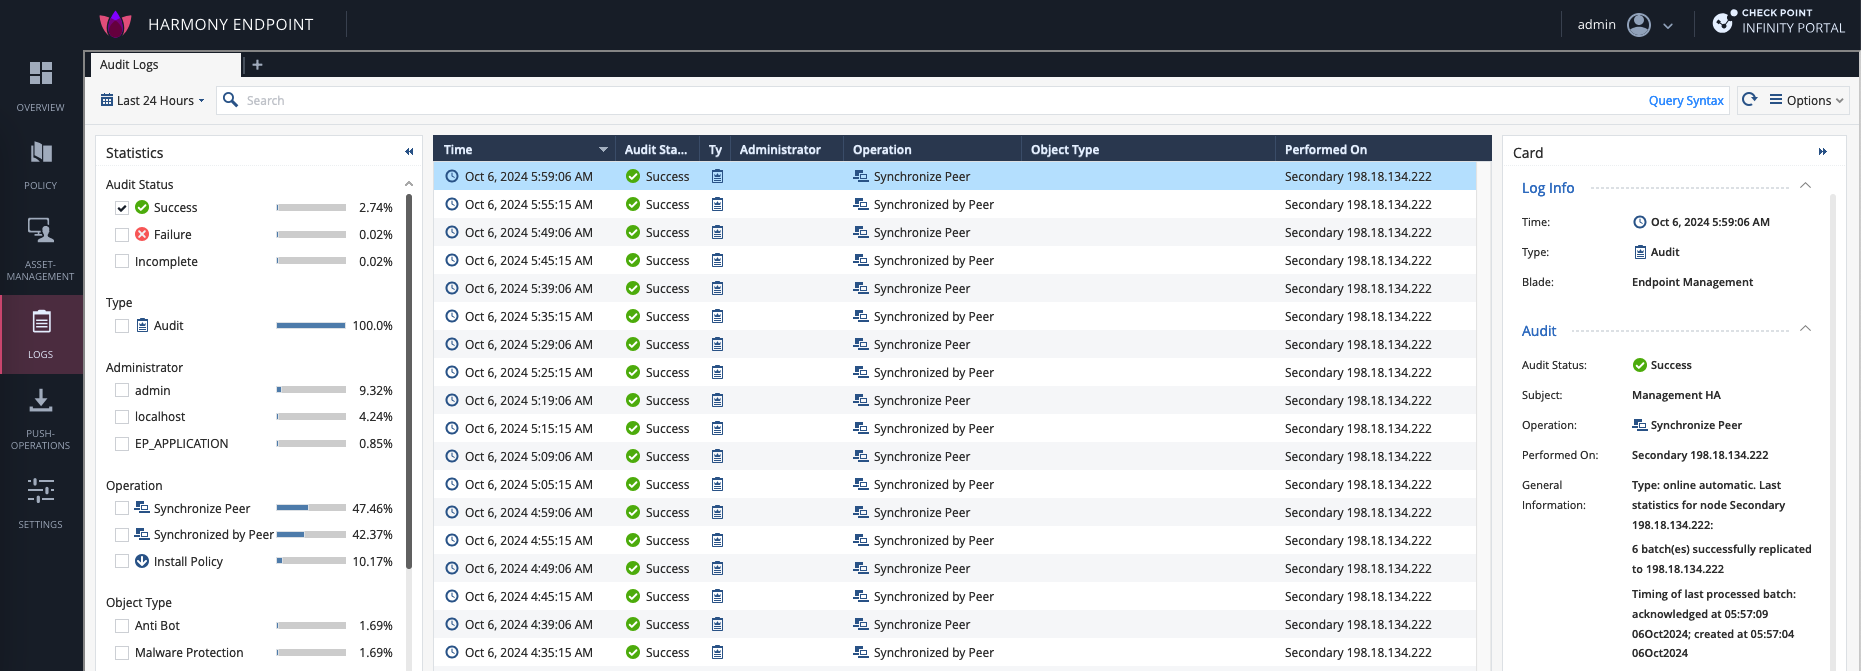 HARMONY ENDPOINT
admin
CHECK POINT
INFINITY PORTAL
OVERVIEW
POLICY
ASSET-
MANAGEMENT
LOGS
PUSH-
OPERATIONS
SETTINGS
Audit Logs
+
Last 24 Hours
Search
Query Syntax
Options
Statistics
Audit Status
Success 2.74%
Failure 0.02%
Incomplete 0.02%
Type
Audit 100.0%
Administrator
admin 9.32%
localhost 4.24%
EP_APPLICATION 0.85%
Operation
Synchronize Peer 47.46%
Synchronized by Peer 42.37%
Install Policy 10.17%
Object Type
Anti Bot 1.69%
Malware Protection 1.69%
Time Audit Sta... Ty Administrator Operation Object Type Performed On
Oct 6, 2024 5:59:06 AM Success Synchronize Peer Secondary 198.18.134.222
Oct 6, 2024 5:55:15 AM Success Synchronized by Peer Secondary 198.18.134.222
Oct 6, 2024 5:49:06 AM Success Synchronize Peer Secondary 198.18.134.222
Oct 6, 2024 5:45:15 AM Success Synchronized by Peer Secondary 198.18.134.222
Oct 6, 2024 5:39:06 AM Success Synchronize Peer Secondary 198.18.134.222
Oct 6, 2024 5:35:15 AM Success Synchronized by Peer Secondary 198.18.134.222
Oct 6, 2024 5:29:06 AM Success Synchronize Peer Secondary 198.18.134.222
Oct 6, 2024 5:25:15 AM Success Synchronized by Peer Secondary 198.18.134.222
Oct 6, 2024 5:19:06 AM Success Synchronize Peer Secondary 198.18.134.222
Oct 6, 2024 5:15:15 AM Success Synchronized by Peer Secondary 198.18.134.222
Oct 6, 2024 5:09:06 AM Success Synchronize Peer Secondary 198.18.134.222
Oct 6, 2024 5:05:15 AM Success Synchronized by Peer Secondary 198.18.134.222
Oct 6, 2024 4:59:06 AM Success Synchronize Peer Secondary 198.18.134.222
Oct 6, 2024 4:55:15 AM Success Synchronized by Peer Secondary 198.18.134.222
Oct 6, 2024 4:49:06 AM Success Synchronize Peer Secondary 198.18.134.222
Oct 6, 2024 4:45:15 AM Success Synchronized by Peer Secondary 198.18.134.222
Oct 6, 2024 4:39:06 AM Success Synchronize Peer Secondary 198.18.134.222
Oct 6, 2024 4:35:15 AM Success Synchronized by Peer Secondary 198.18.134.222
Card
Log Info
Time: Oct 6, 2024 5:59:06 AM
Type: Audit
Blade: Endpoint Management
Audit
Audit Status: Success
Subject: Management HA
Operation: Synchronize Peer
Performed On: Secondary 198.18.134.222
General Type: online automatic. Last
Information: statistics for node Secondary
198.18.134.222:
6 batch(es) successfully replicated
to 198.18.134.222
Timing of last processed batch:
acknowledged at 05:57:09
06Oct2024; created at 05:57:04
06Oct2024